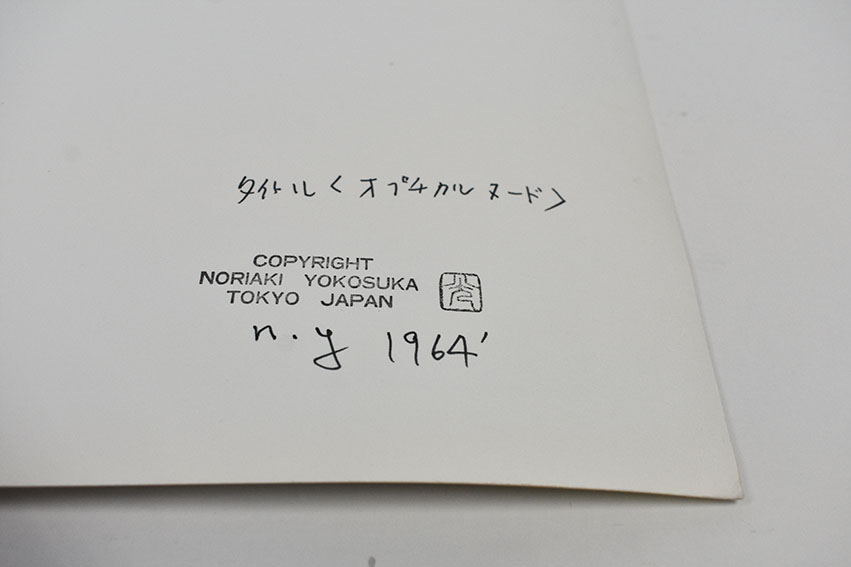 タイトル〈オプチカルヌード〉
COPYRIGHT
NORIAKI YOKOSUKA
TOKYO JAPAN
n.y 1964'